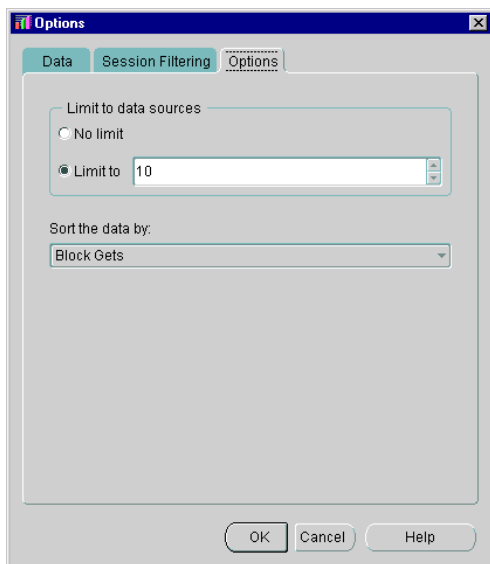 Options
Data Session Filtering Options
Limit to data sources
No limit
Limit to 10
Sort the data by:
Block Gets
OK Cancel Help